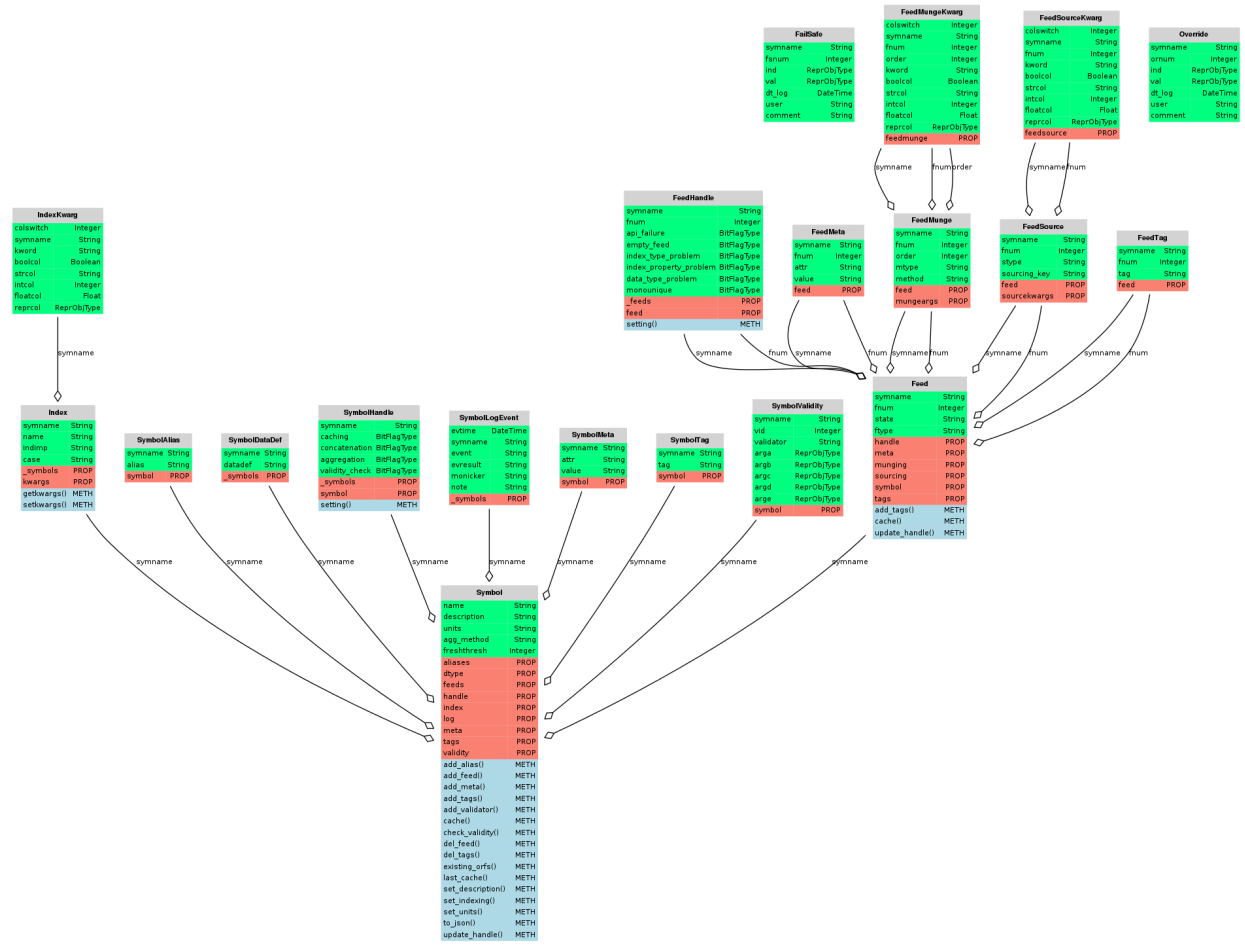 FailSafe
symname String
fsnum Integer
ind ReprObjType
val ReprObjType
dt_log DateTime
user String
comment String
FeedMungeKwarg
colswitch Integer
symname String
fnum Integer
order Integer
kword String
boolcol Boolean
strcol String
intcol Integer
floatcol Float
reprcol ReprObjType
feedmunge PROP
FeedSourceKwarg
colswitch Integer
symname String
fnum Integer
kword String
boolcol Boolean
strcol String
intcol Integer
floatcol Float
reprcol ReprObjType
feedsource PROP
Override
symname String
ornum Integer
ind ReprObjType
val ReprObjType
dt_log DateTime
user String
comment String
symname
fnum
order
symname
fnum
IndexKwarg
colswitch Integer
symname String
kword String
boolcol Boolean
strcol String
intcol Integer
floatcol Float
reprcol ReprObjType
FeedHandle
symname String
fnum Integer
api_failure BitFlagType
empty_feed BitFlagType
index_type_problem BitFlagType
index_property_problem BitFlagType
data_type_problem BitFlagType
monounique BitFlagType
_feeds PROP
feed PROP
setting() METH
FeedMeta
symname String
fnum Integer
attr String
value String
feed PROP
FeedMunge
symname String
fnum Integer
order Integer
mtype String
method String
feed PROP
mungeargs PROP
FeedSource
symname String
fnum Integer
stype String
sourcing_key String
feed PROP
sourcekwargs PROP
FeedTag
symname String
fnum Integer
tag String
feed PROP
symname
symname
fnum
symname
fnum
symname
fnum
symname
fnum
symname
fnum
Index
symname String
name String
indimp String
case String
_symbols PROP
kwargs PROP
getkwargs() METH
setkwargs() METH
SymbolAlias
symname String
alias String
symbol PROP
SymbolDataDef
symname String
datadef String
_symbols PROP
SymbolHandle
symname String
caching BitFlagType
concatenation BitFlagType
aggregation BitFlagType
validity_check BitFlagType
_symbols PROP
symbol PROP
setting() METH
SymbolLogEvent
evtime DateTime
symname String
event String
evresult String
monicker String
note String
_symbols PROP
SymbolMeta
symname String
attr String
value String
symbol PROP
SymbolTag
symname String
tag String
symbol PROP
SymbolValidity
symname String
vid Integer
validator String
arga ReprObjType
argb ReprObjType
argc ReprObjType
argd ReprObjType
arge ReprObjType
symbol PROP
Feed
symname String
fnum Integer
state String
ftype String
handle PROP
meta PROP
munging PROP
sourcing PROP
symbol PROP
tags PROP
add_tags() METH
cache() METH
update_handle() METH
symname
symname
symname
symname
symname
symname
symname
symname
symname
Symbol
name String
description String
units String
agg_method String
freshthresh Integer
aliases PROP
dtype PROP
feeds PROP
handle PROP
index PROP
log PROP
meta PROP
tags PROP
validity PROP
add_alias() METH
add_feed() METH
add_meta() METH
add_tags() METH
add_validator() METH
cache() METH
check_validity() METH
del_feed() METH
del_tags() METH
existing_orfs() METH
last_cache() METH
set_description() METH
set_indexing() METH
set_units() METH
to_json() METH
update_handle() METH